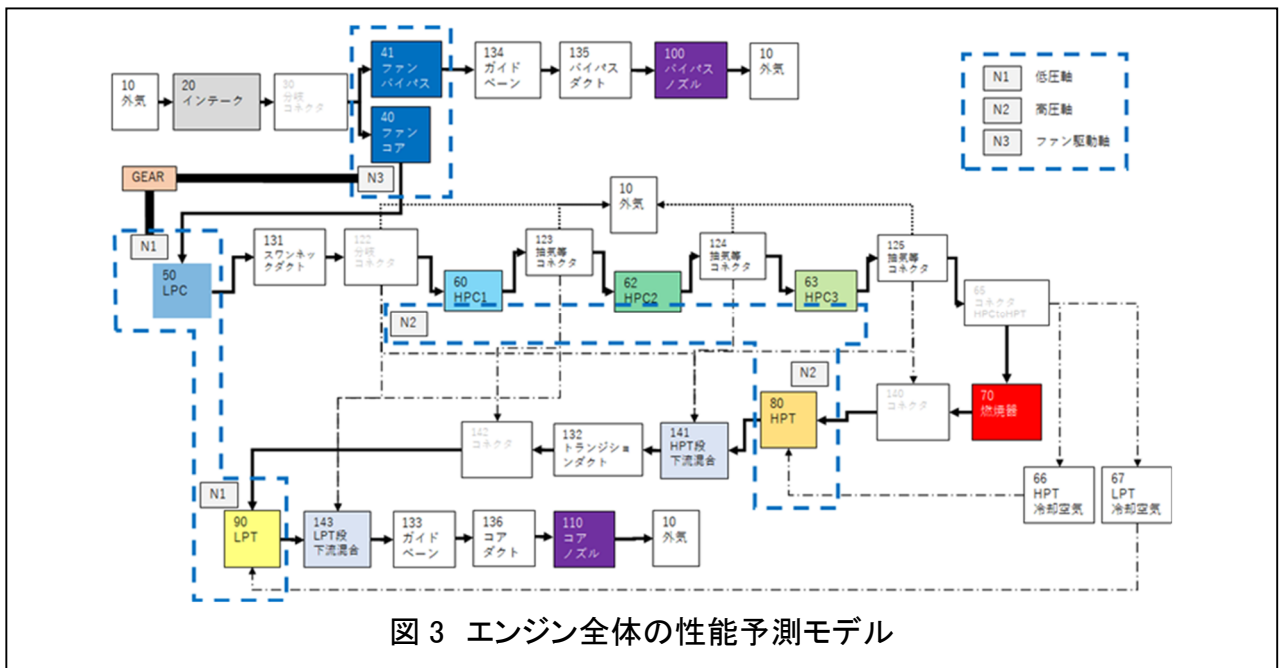 10
外気
20
インテーク
30
分岐
コネクタ
41
ファン
バイパス
40
ファン
コア
134
ガイド
ベーン
135
バイパス
ダクト
100
バイパス
ノズル
10
外気
N1 低圧軸
N2 高圧軸
N3 ファン駆動軸
GEAR
N3
N1
50
LPC
131
スワンネッ
クダクト
122
分岐
コネクタ
10
外気
60
HPC1
123
抽気等
コネクタ
62
HPC2
124
抽気等
コネクタ
63
HPC3
125
抽気等
コネクタ
65
コネクタ
HPCtoHPT
N2
N2
70
燃焼器
140
コネクタ
80
HPT
141
HPT段
下流混合
132
トランジショ
ンダクト
142
コネクタ
66
HPT
冷却空気
67
LPT
冷却空気
N1
90
LPT
143
LPT段
下流混合
133
ガイド
ベーン
136
コア
ダクト
110
コア
ノズル
10
外気
図 3 エンジン全体の性能予測モデル